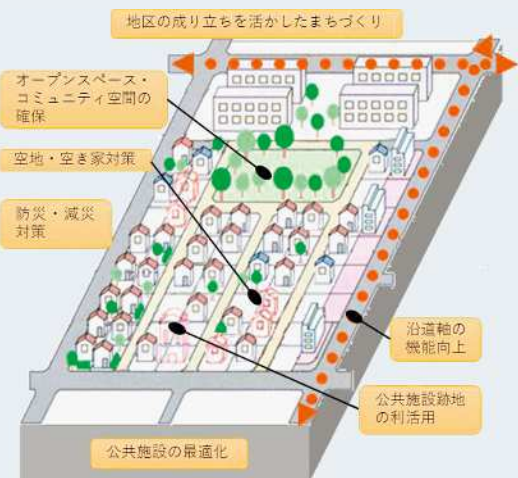 地区の成り立ちを活かしたまちづくり
オープンスペース・
コミュニティ空間の
確保
空地・空き家対策
防災・減災
対策
沿道軸の
機能向上
公共施設跡地
の利活用
公共施設の最適化